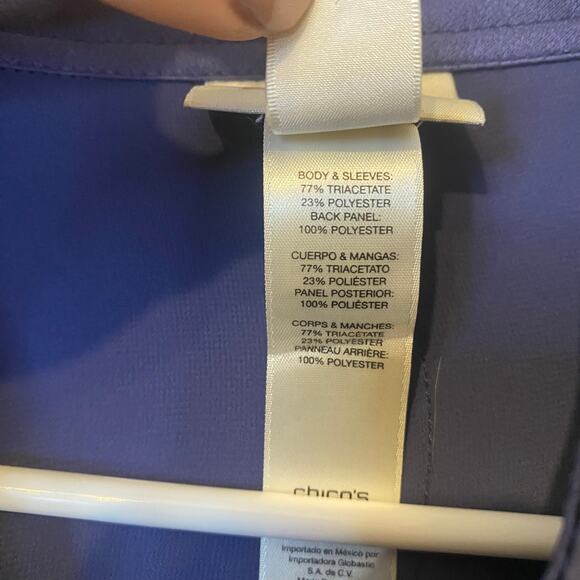 BODY & SLEEVES:
77% TRIACETATE
23% POLYESTER
BACK PANEL:
100% POLYESTER
CUERPO & MANGAS:
77% TRIACETATO
23% POLIÉSTER
PANEL POSTERIOR:
100% POLIÉSTER
CORPS & MANCHES:
77% TRIACÉTATE
23% POLYESTER
PANNEAU ARRIÈRE:
100% POLYESTER
chico's
Importado en México por
Importadora Globastic
S.A. de C.V.